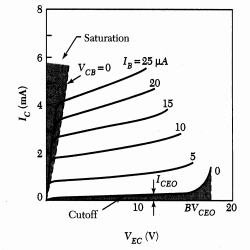 8
Saturation
V_CB = 0
I_B = 25 μA
6
20
I_C (mA)
4
15
10
2
5
0
I_CEO
0
10
20
Cutoff
BV_CEO
V_EC (V)